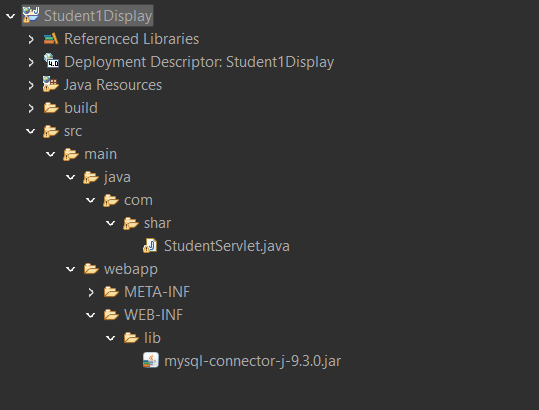 Student1Display
Referenced Libraries
Deployment Descriptor: Student1Display
Java Resources
build
src
main
java
com
shar
StudentServlet.java
webapp
META-INF
WEB-INF
lib
mysql-connector-j-9.3.0.jar